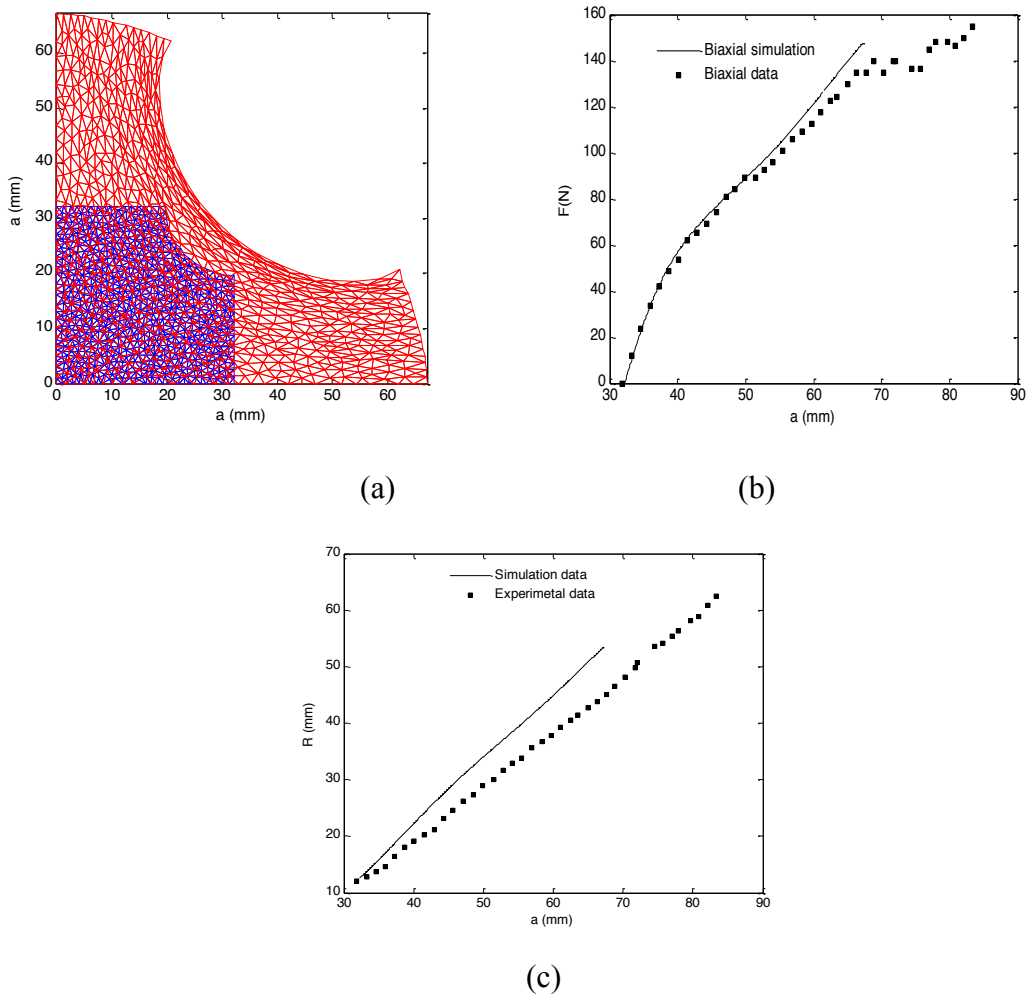 60
50
40
30
20
10
0
a (mm)
0 10 20 30 40 50 60
a (mm)
(a)
160
140
120
100
80
60
40
20
0
F(N)
Biaxial simulation
Biaxial data
30 40 50 60 70 80 90
a (mm)
(b)
70
60
50
40
30
20
10
R (mm)
Simulation data
Experimetal data
30 40 50 60 70 80 90
a (mm)
(c)